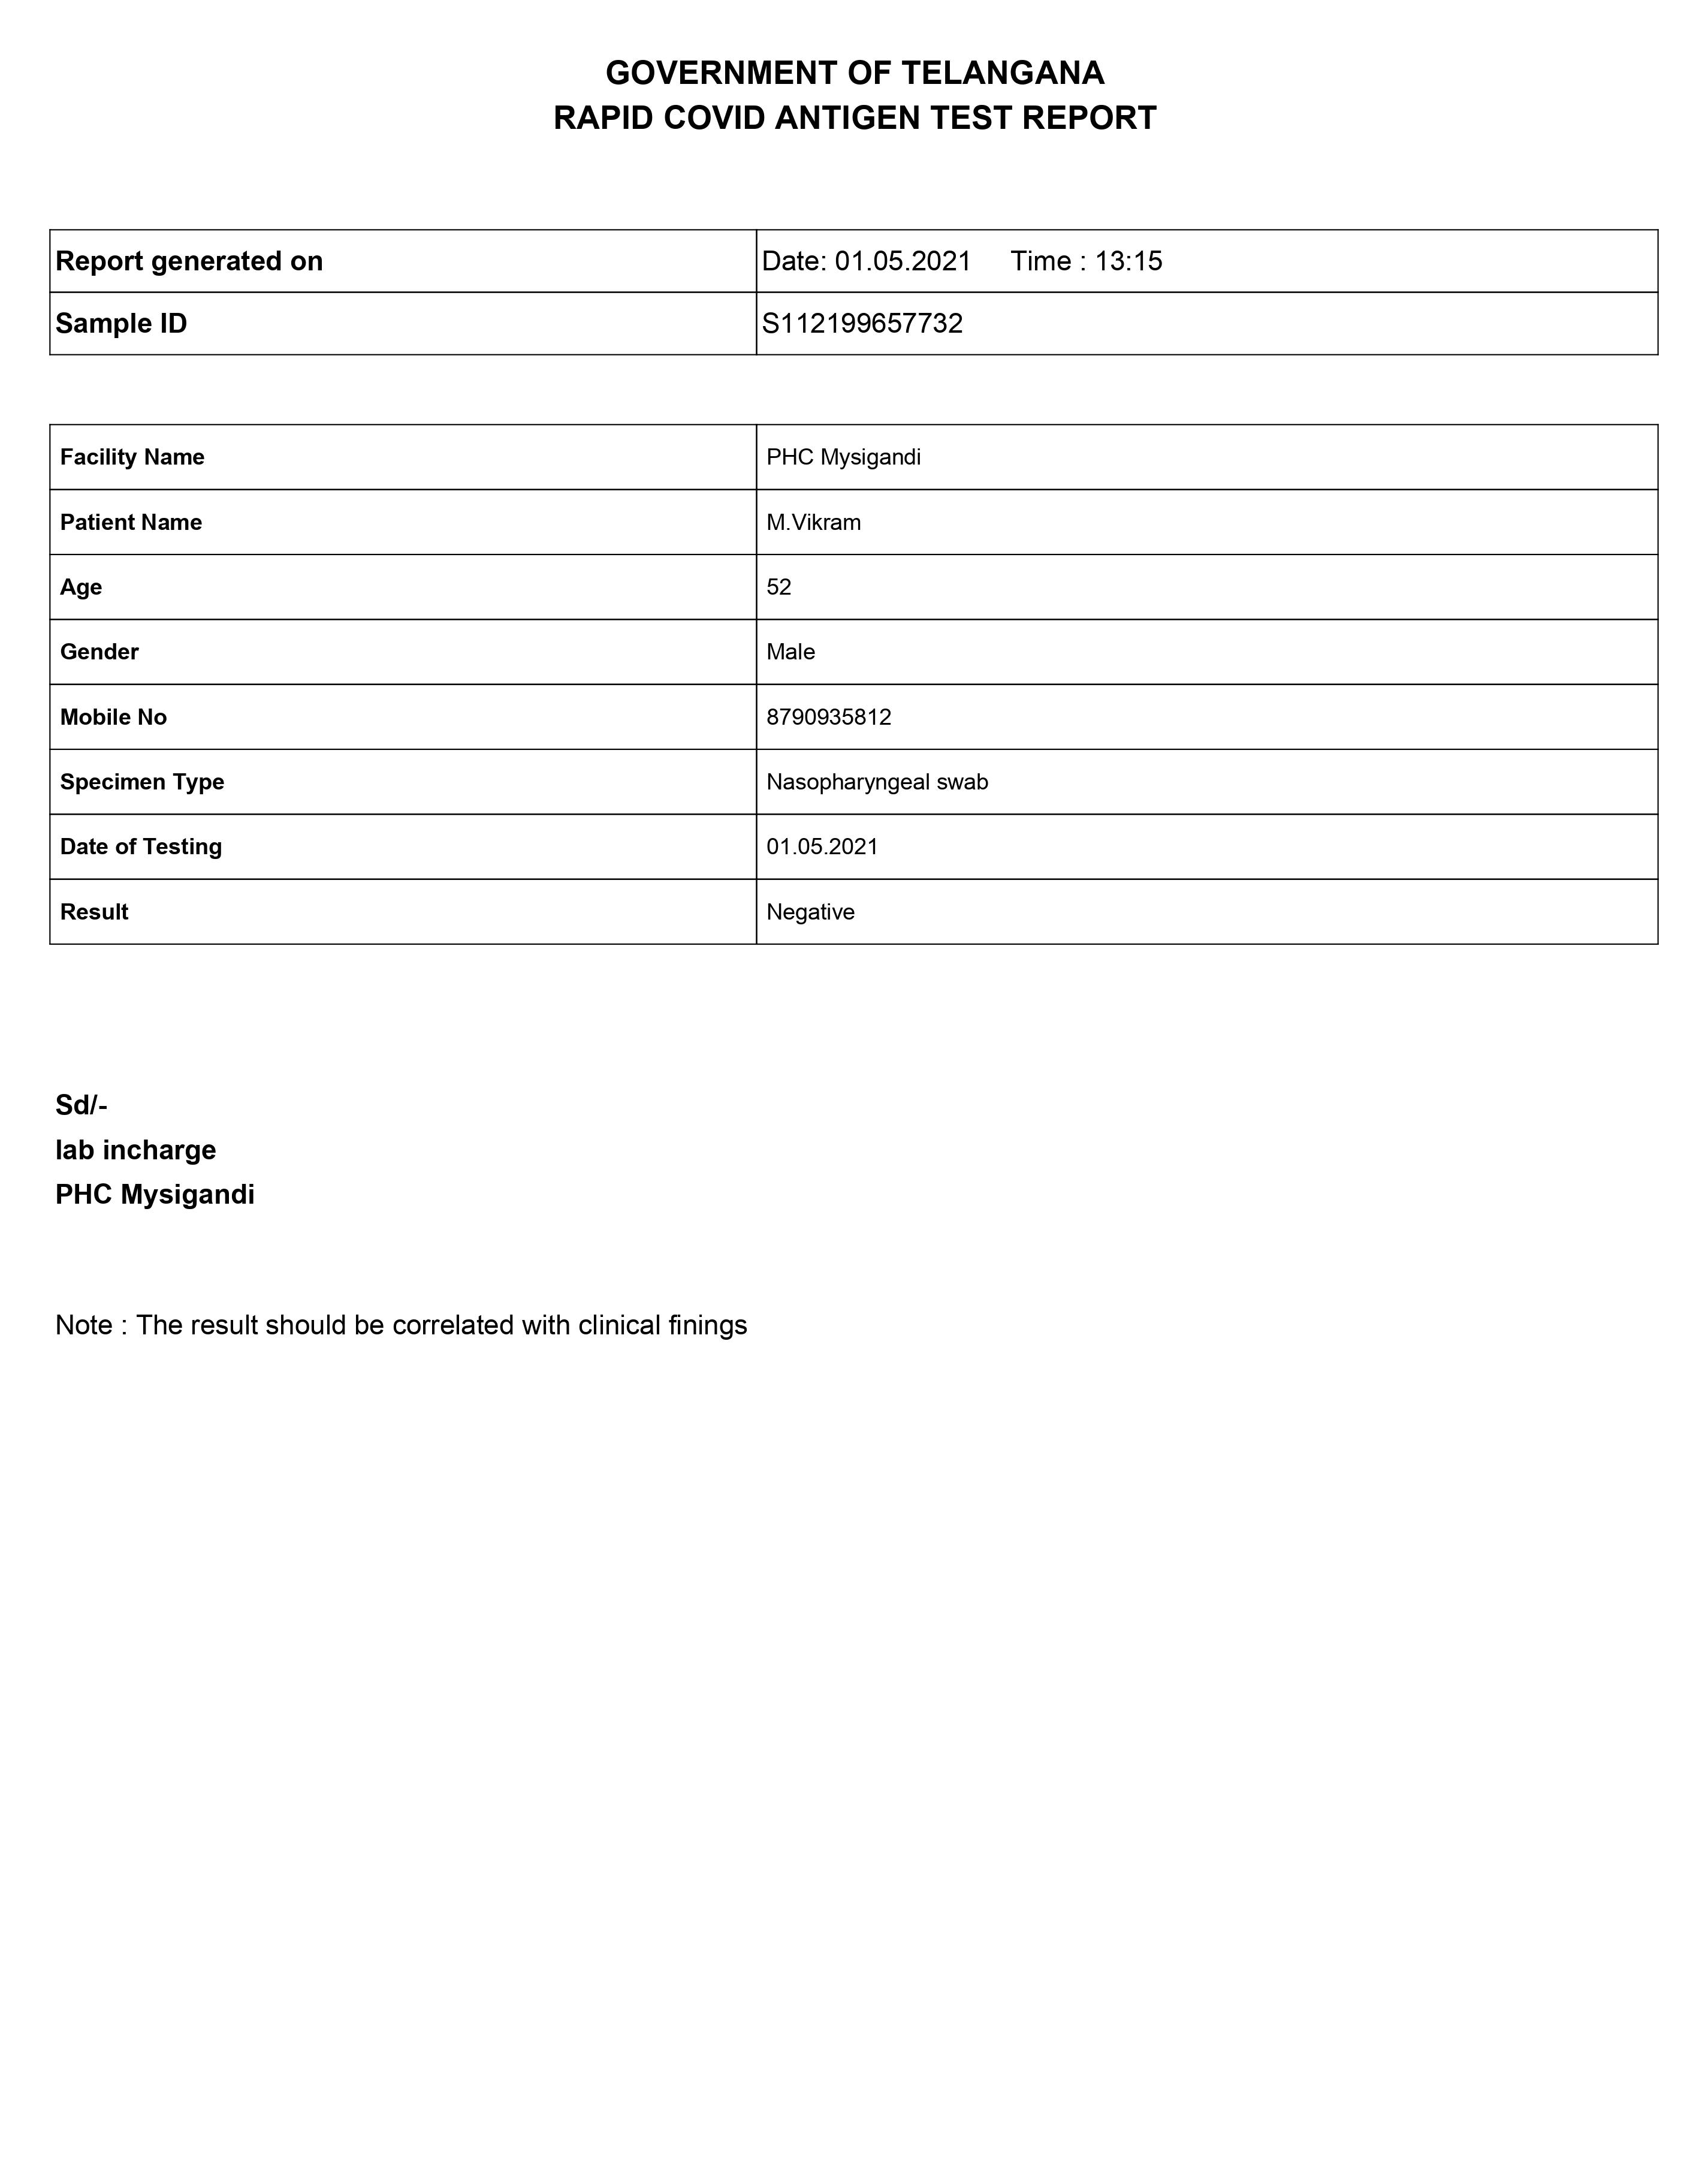 GOVERNMENT OF TELANGANA
RAPID COVID ANTIGEN TEST REPORT
Report generated on Date: 01.05.2021 Time : 13:15
Sample ID S112199657732
Facility Name PHC Mysigandi
Patient Name M.Vikram
Age 52
Gender Male
Mobile No 8790935812
Specimen Type Nasopharyngeal swab
Date of Testing 01.05.2021
Result Negative
Sd/-
lab incharge
PHC Mysigandi
Note : The result should be correlated with clinical finings